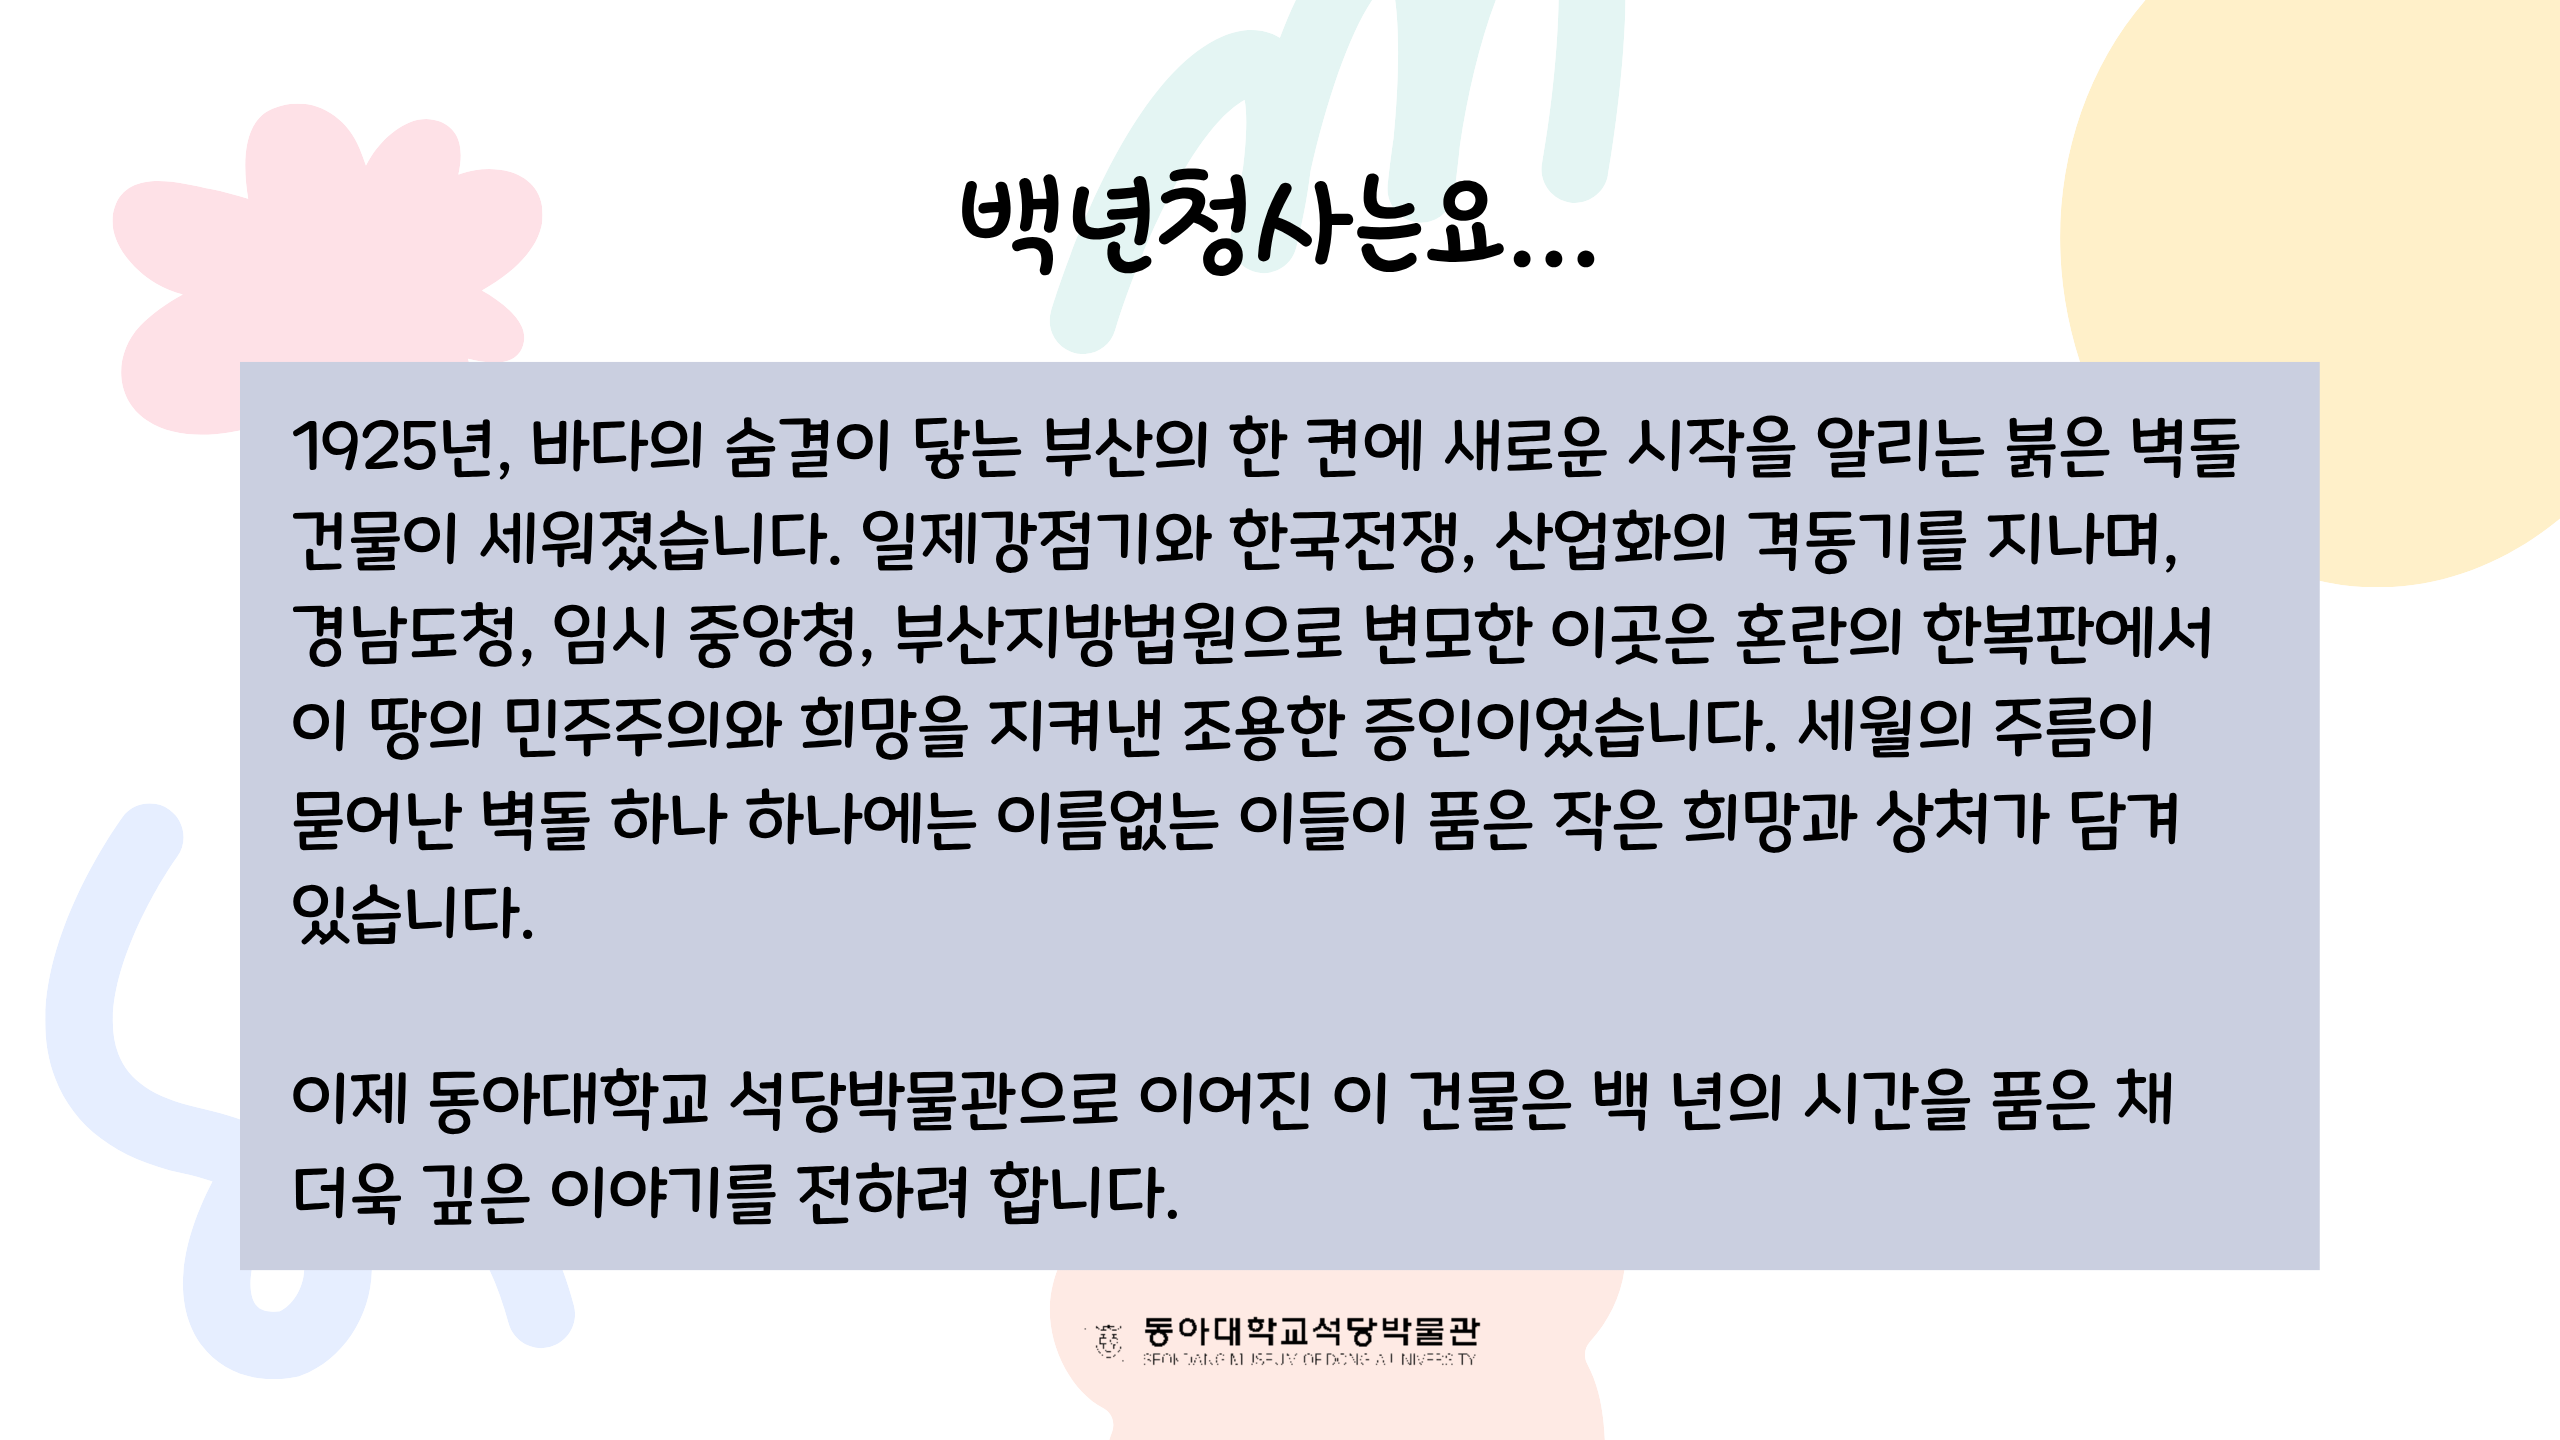 백년청사는요...
1925년, 바다의 숨결이 닿는 부산의 한 켠에 새로운 시작을 알리는 붉은 벽돌
건물이 세워졌습니다. 일제강점기와 한국전쟁, 산업화의 격동기를 지나며,
경남도청, 임시 중앙청, 부산지방법원으로 변모한 이곳은 혼란의 한복판에서
이 땅의 민주주의와 희망을 지켜낸 조용한 증인이었습니다. 세월의 주름이
묻어난 벽돌 하나 하나에는 이름없는 이들이 품은 작은 희망과 상처가 담겨
있습니다.
이제 동아대학교 석당박물관으로 이어진 이 건물은 백 년의 시간을 품은 채
더욱 깊은 이야기를 전하려 합니다.
동아대학교석당박물관
SEOKDANG MUSEUM OF DONG-A UNIVERSITY